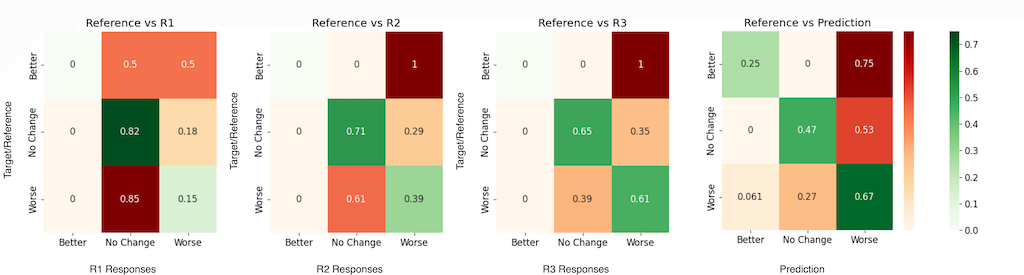 Reference vs R1
Target/Reference
Better
No Change
Worse
0 0.5 0.5
0 0.82 0.18
0 0.85 0.15
Better No Change Worse
R1 Responses
Reference vs R2
Target/Reference
Better
No Change
Worse
0 0 1
0 0.71 0.29
0 0.61 0.39
Better No Change Worse
R2 Responses
Reference vs R3
Target/Reference
Better
No Change
Worse
0 0 1
0 0.65 0.35
0 0.39 0.61
Better No Change Worse
R3 Responses
Reference vs Prediction
Better
No Change
Worse
0.25 0 0.75
0 0.47 0.53
0.061 0.27 0.67
Better No Change Worse
Prediction
0.7
0.6
0.5
0.4
0.3
0.2
0.1
0.0